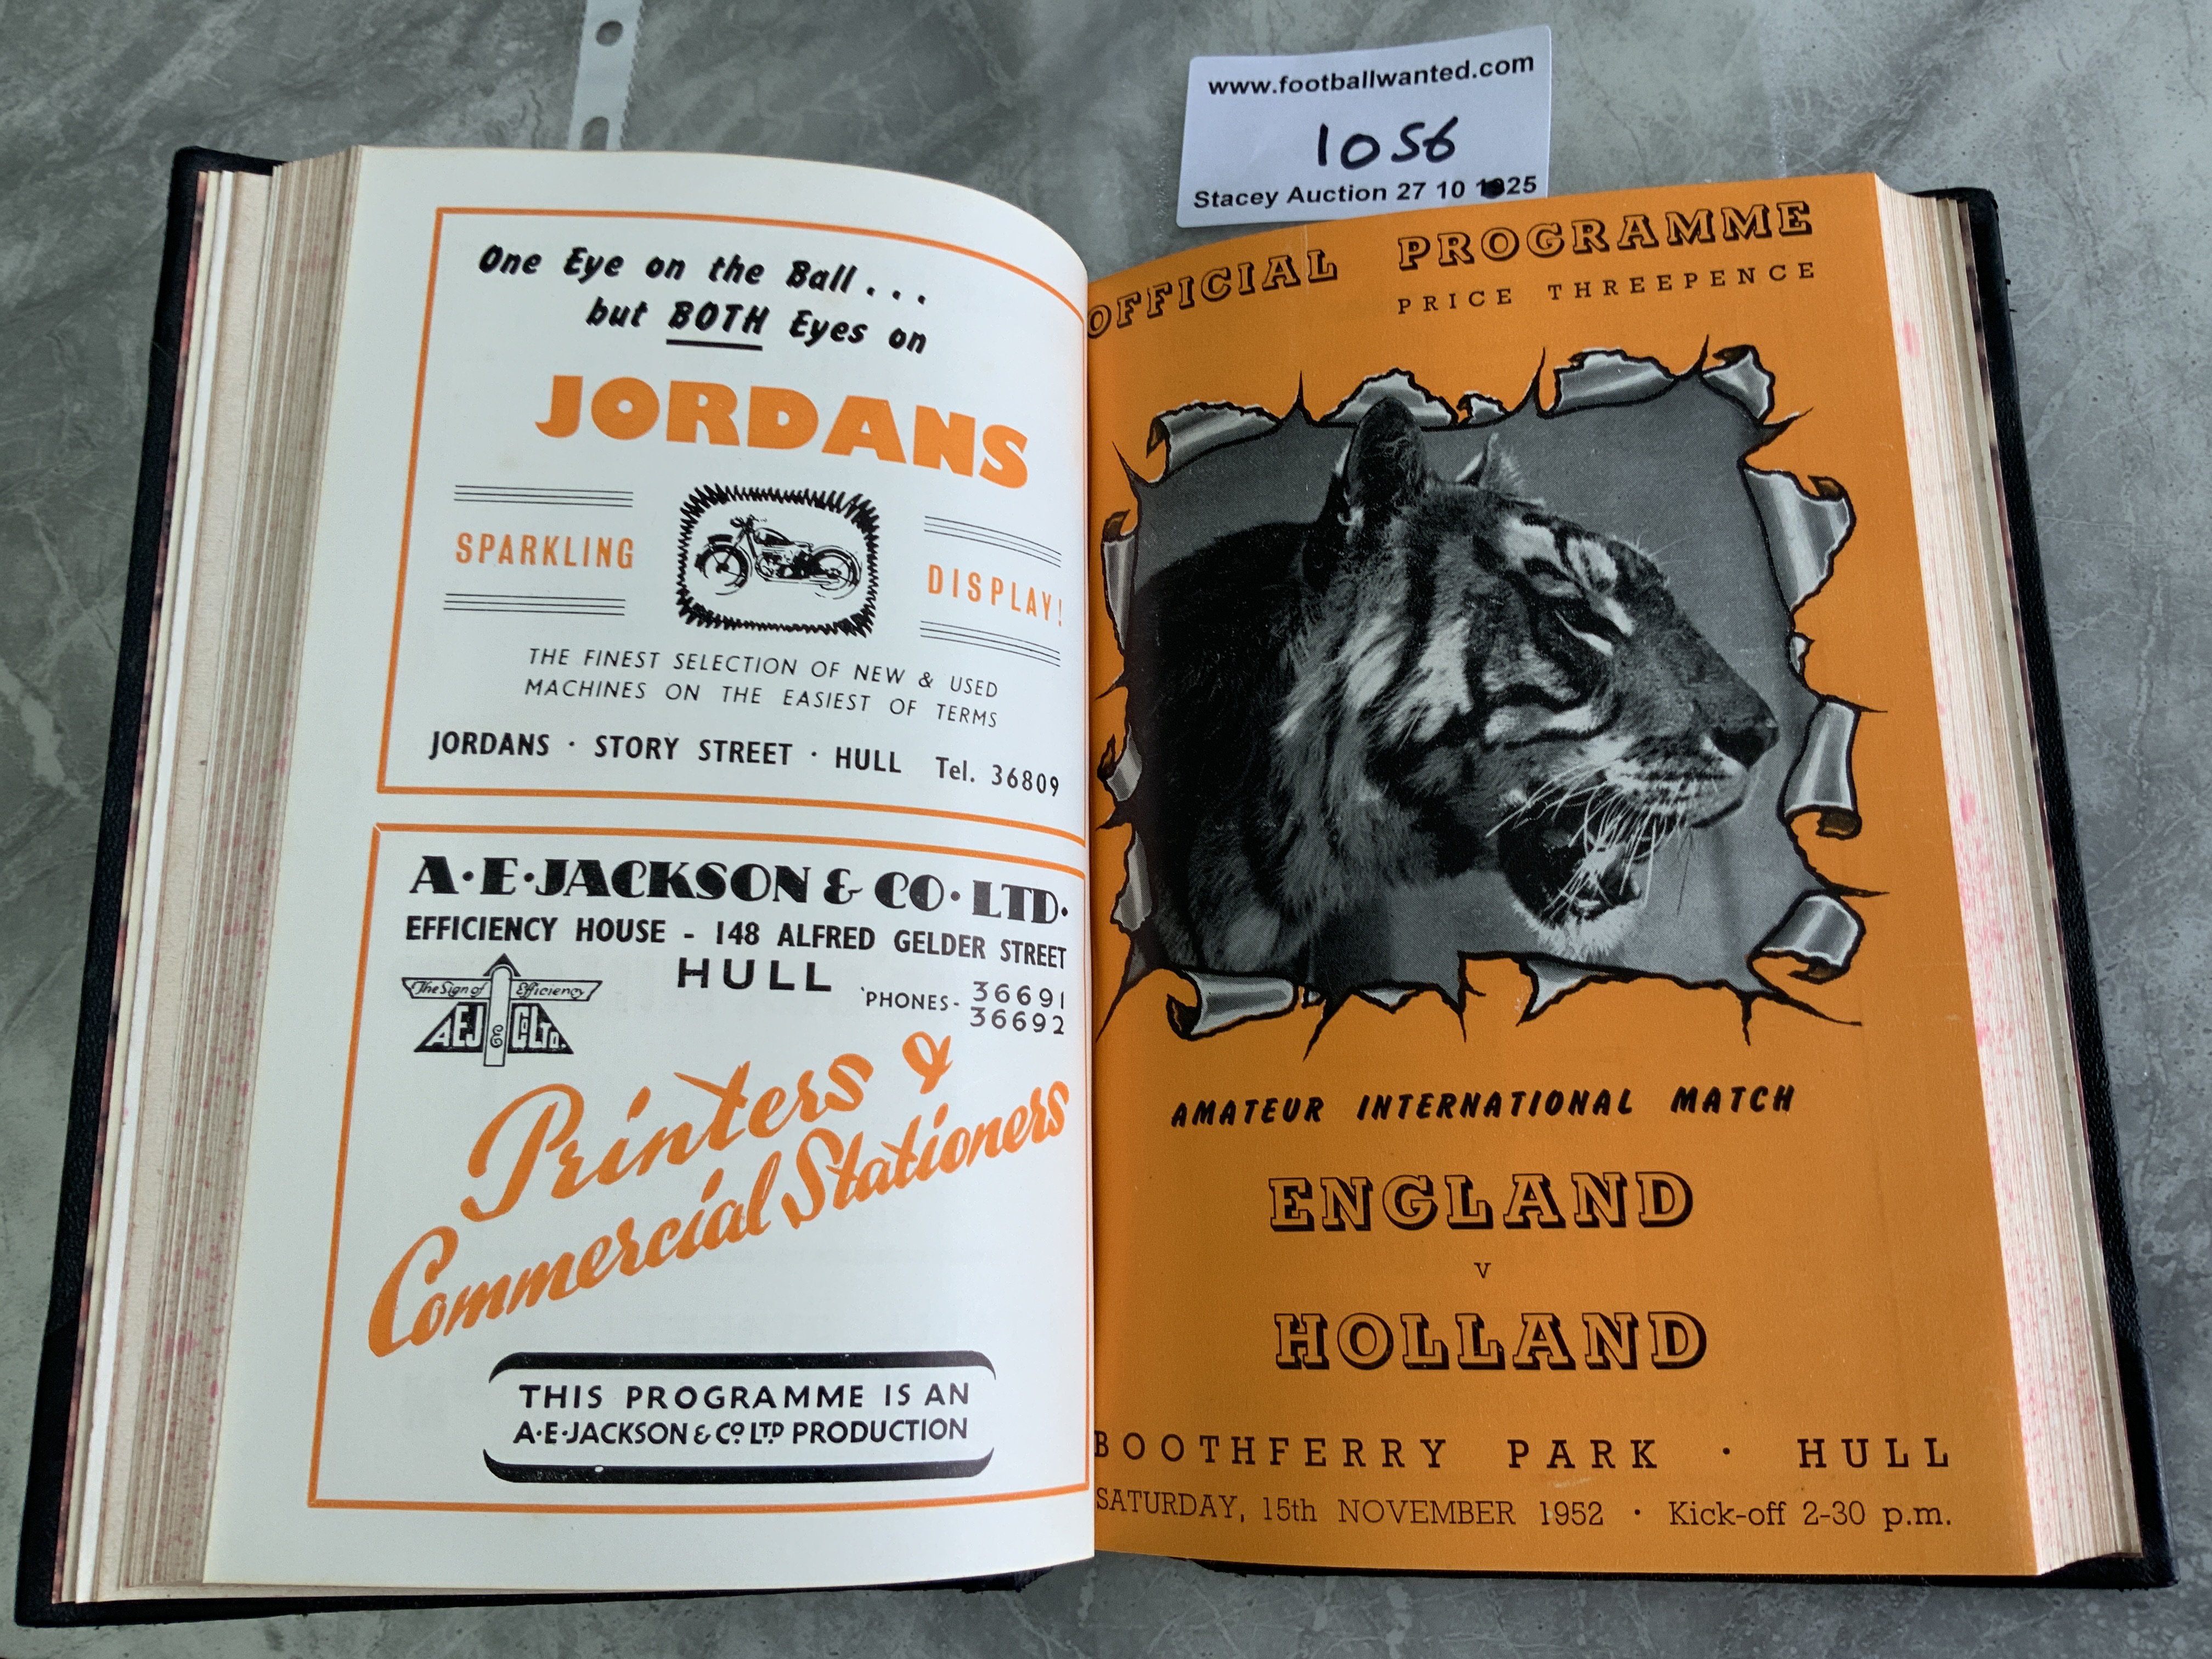 www.footballwanted.com
1056
Stacey Auction 27 10 1925
One Eye on the Ball . . .
but BOTH Eyes on
JORDANS
SPARKLING
DISPLAY!
THE FINEST SELECTION OF NEW & USED
MACHINES ON THE EASIEST OF TERMS
JORDANS · STORY STREET · HULL Tel. 36809
A·E·JACKSON & CO·LTD·
EFFICIENCY HOUSE - 148 ALFRED GELDER STREET
HULL
'PHONES- 36691
36692
The Sign of Efficiency
AEJ & Co LTD.
Printers &
Commercial Stationers
THIS PROGRAMME IS AN
A·E·JACKSON & Co LTD PRODUCTION
OFFICIAL PROGRAMME
PRICE THREEPENCE
AMATEUR INTERNATIONAL MATCH
ENGLAND
v
HOLLAND
BOOTHFERRY PARK · HULL
SATURDAY, 15th NOVEMBER 1952 · Kick-off 2-30 p.m.